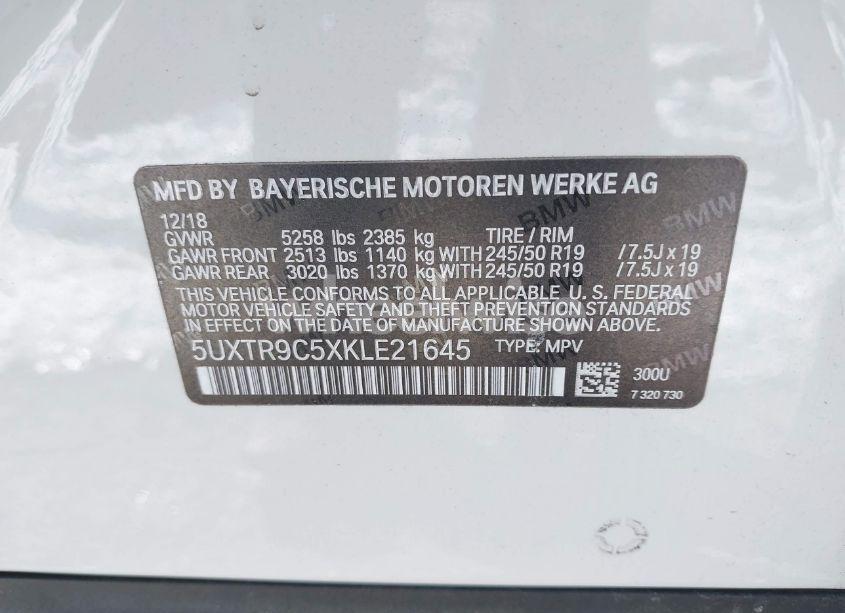 MFD BY BAYERISCHE MOTOREN WERKE AG
12/18
GVWR 5258 lbs 2385 kg TIRE / RIM
GAWR FRONT 2513 lbs 1140 kg WITH 245/50 R19 /7.5J x 19
GAWR REAR 3020 lbs 1370 kg WITH 245/50 R19 /7.5J x 19
THIS VEHICLE CONFORMS TO ALL APPLICABLE U. S. FEDERAL
MOTOR VEHICLE SAFETY AND THEFT PREVENTION STANDARDS
IN EFFECT ON THE DATE OF MANUFACTURE SHOWN ABOVE.
5UXTR9C5XKLE21645 TYPE: MPV
300U
7 320 730